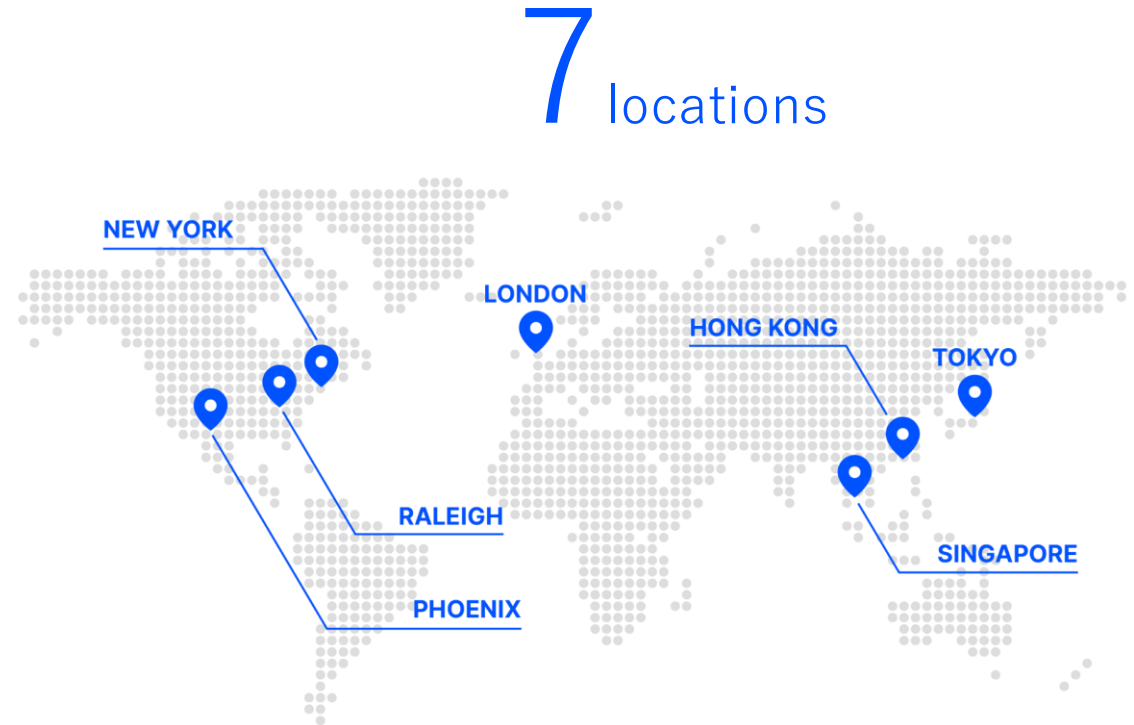 7 locations
NEW YORK
LONDON
HONG KONG
TOKYO
RALEIGH
SINGAPORE
PHOENIX